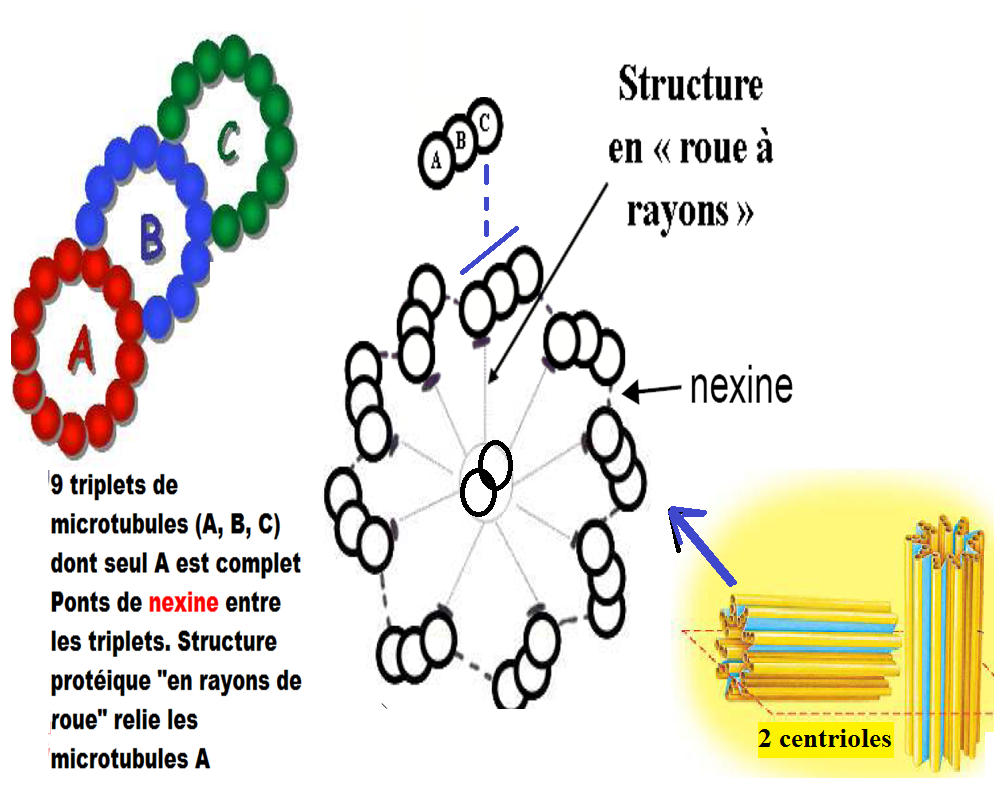 C
B
A
A
B
C
Structure
en « roue à
rayons »
nexine
9 triplets de
microtubules (A, B, C)
dont seul A est complet
Ponts de nexine entre
les triplets. Structure
protéique "en rayons de
roue" relie les
microtubules A
2 centrioles